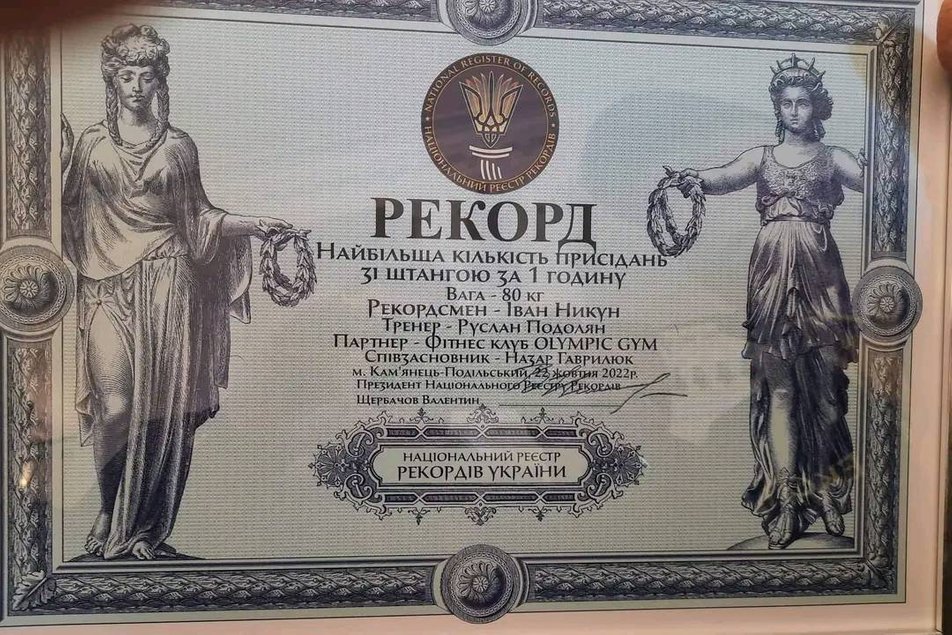 NATIONAL REGISTER OF RECORDS
НАЦІОНАЛЬНИЙ РЕЄСТР РЕКОРДІВ
РЕКОРД
НАЙБІЛЬША КІЛЬКІСТЬ ПРИСІДАНЬ
ЗІ ШТАНГОЮ ЗА 1 ГОДИНУ
ВАГА - 80 КГ
РЕКОРДСМЕН - ІВАН НИКУН
ТРЕНЕР - РУСЛАН ПОДОЛЯН
ПАРТНЕР - ФІТНЕС КЛУБ OLYMPIC GYM
СПІВЗАСНОВНИК - НАЗАР ГАВРИЛЮК
М. КАМ'ЯНЕЦЬ-ПОДІЛЬСЬКИЙ, 22 ЖОВТНЯ 2022Р.
ПРЕЗИДЕНТ НАЦІОНАЛЬНОГО РЕЄСТРУ РЕКОРДІВ
ЩЕРБАЧОВ ВАЛЕНТИН
НАЦІОНАЛЬНИЙ РЕЄСТР
РЕКОРДІВ УКРАЇНИ